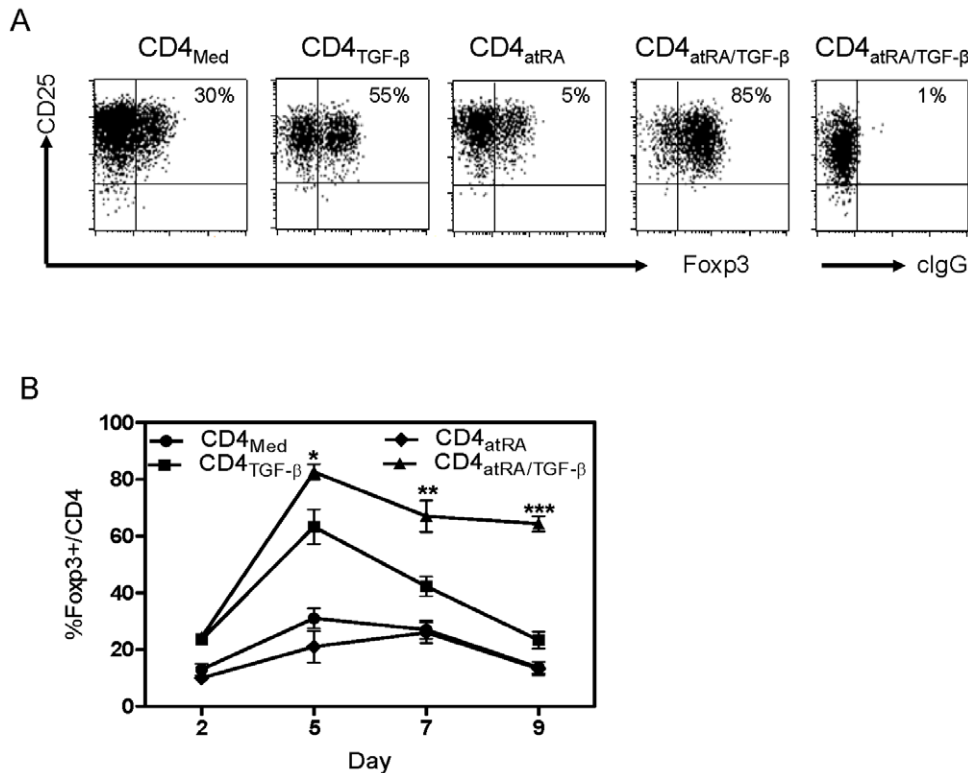 A
CD4Med CD4TGF-β CD4atRA CD4atRA/TGF-β CD4atRA/TGF-β
CD25
30% 55% 5% 85% 1%
Foxp3 cIgG
B
%Foxp3+/CD4
100
80
60
40
20
0
CD4Med CD4atRA
CD4TGF-β CD4atRA/TGF-β
* ** ***
2 5 7 9
Day